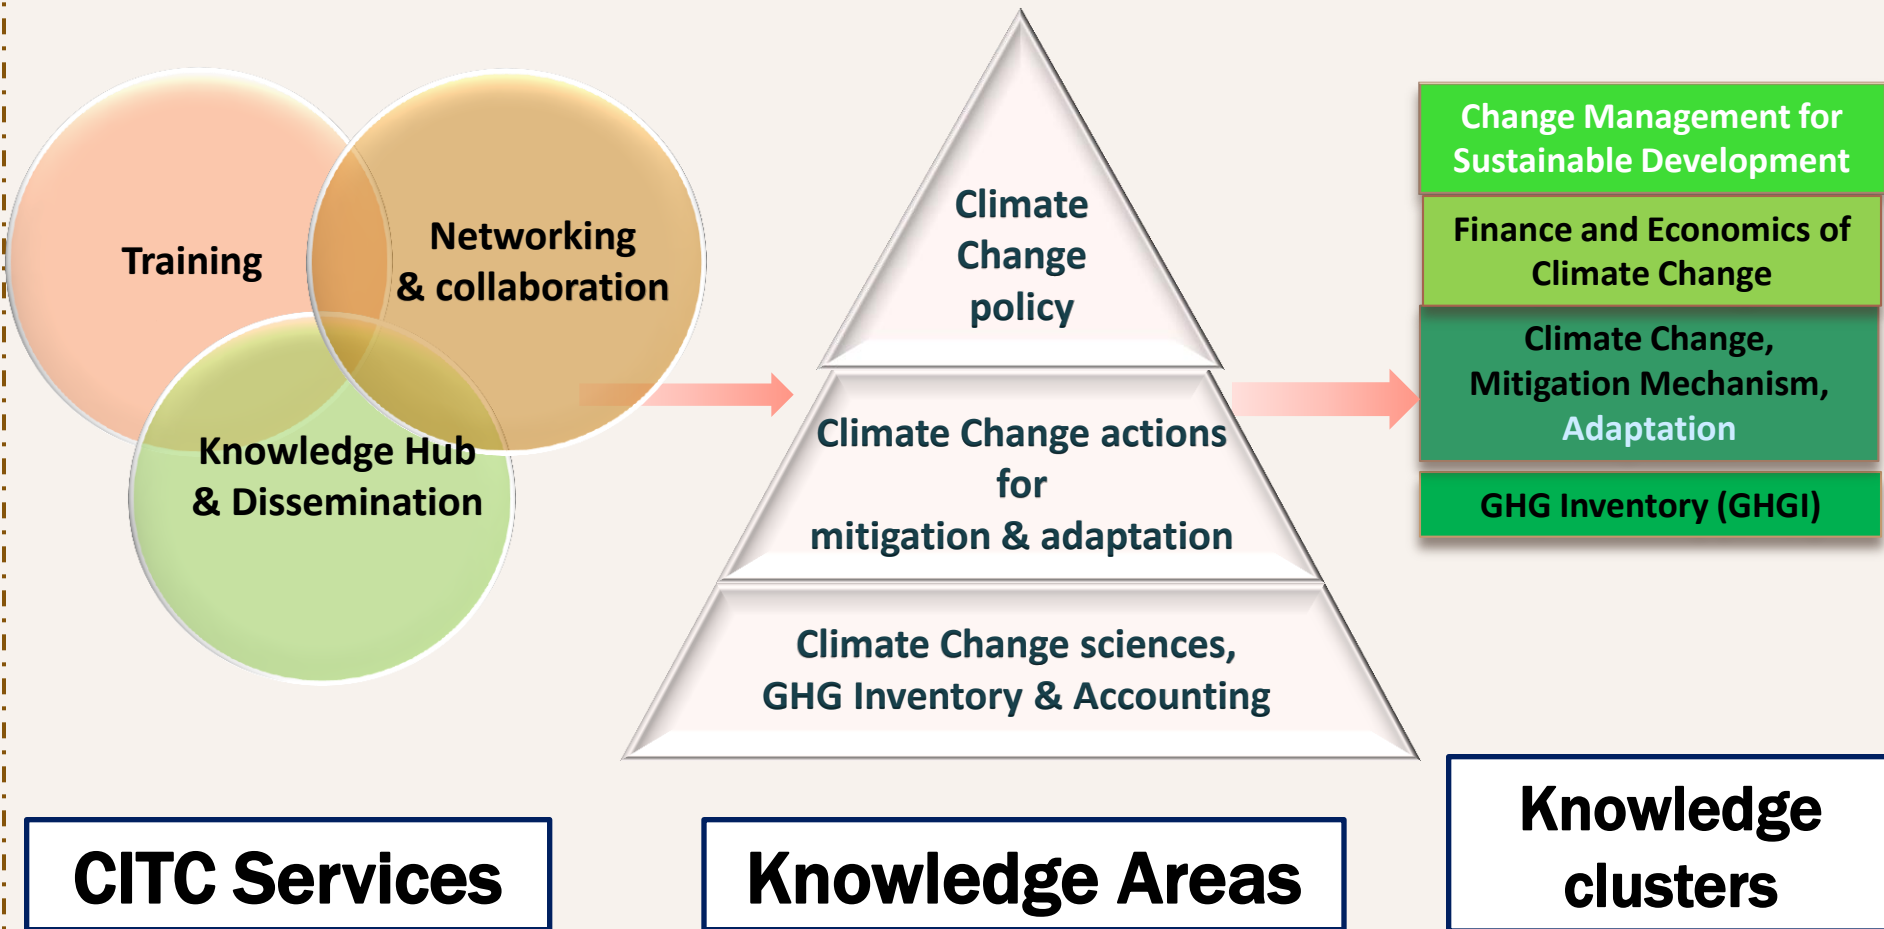 Training
Networking
& collaboration
Knowledge Hub
& Dissemination
CITC Services
Climate
Change
policy
Climate Change actions
for
mitigation & adaptation
Climate Change sciences,
GHG Inventory & Accounting
Knowledge Areas
Change Management for
Sustainable Development
Finance and Economics of
Climate Change
Climate Change,
Mitigation Mechanism,
Adaptation
GHG Inventory (GHGI)
Knowledge
clusters